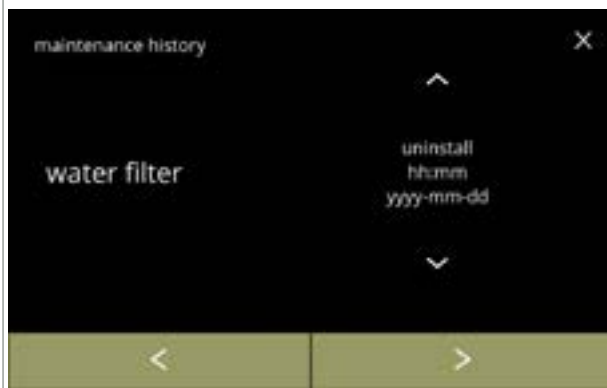 maintenance history
water filter
uninstall
hh:mm
yyyy-mm-dd